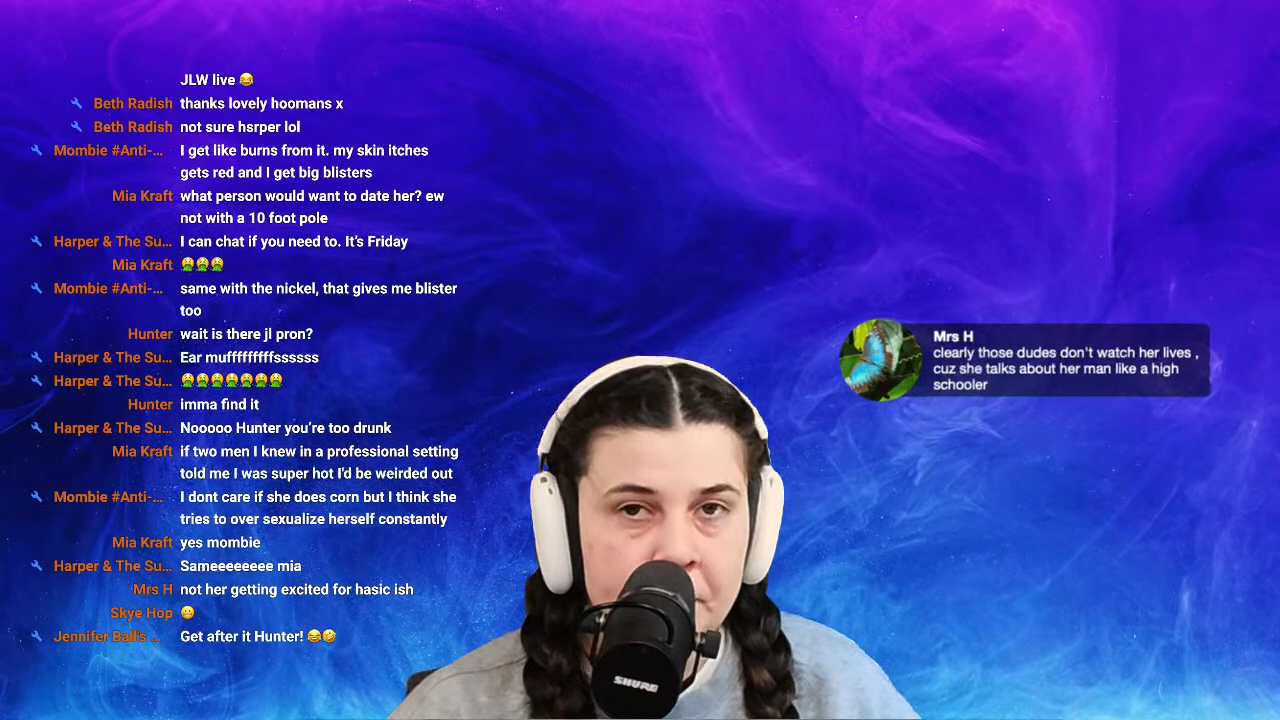 JLW live 😂
Beth Radish thanks lovely hoomans x
Beth Radish not sure hsrper lol
Mombie #Anti-... I get like burns from it. my skin itches
gets red and I get big blisters
Mia Kraft what person would want to date her? ew
not with a 10 foot pole
Harper & The Su... I can chat if you need to. It's Friday
Mia Kraft 🤮🤮🤮
Mombie #Anti-... same with the nickel, that gives me blister
too
Hunter wait is there jl pron?
Harper & The Su... Ear muffffffffssssss
Harper & The Su... 🤮🤮🤮🤮🤮🤮🤮
Hunter imma find it
Harper & The Su... Nooooo Hunter you're too drunk
Mia Kraft if two men I knew in a professional setting
told me I was super hot I'd be weirded out
Mombie #Anti-... I dont care if she does corn but I think she
tries to over sexualize herself constantly
Mia Kraft yes mombie
Harper & The Su... Sameeeeeeee mia
Mrs H not her getting excited for hasic ish
Skye Hop 😬
Jennifer Ball's ... Get after it Hunter! 😂🤣
Mrs H
clearly those dudes don't watch her lives ,
cuz she talks about her man like a high
schooler
SHURE